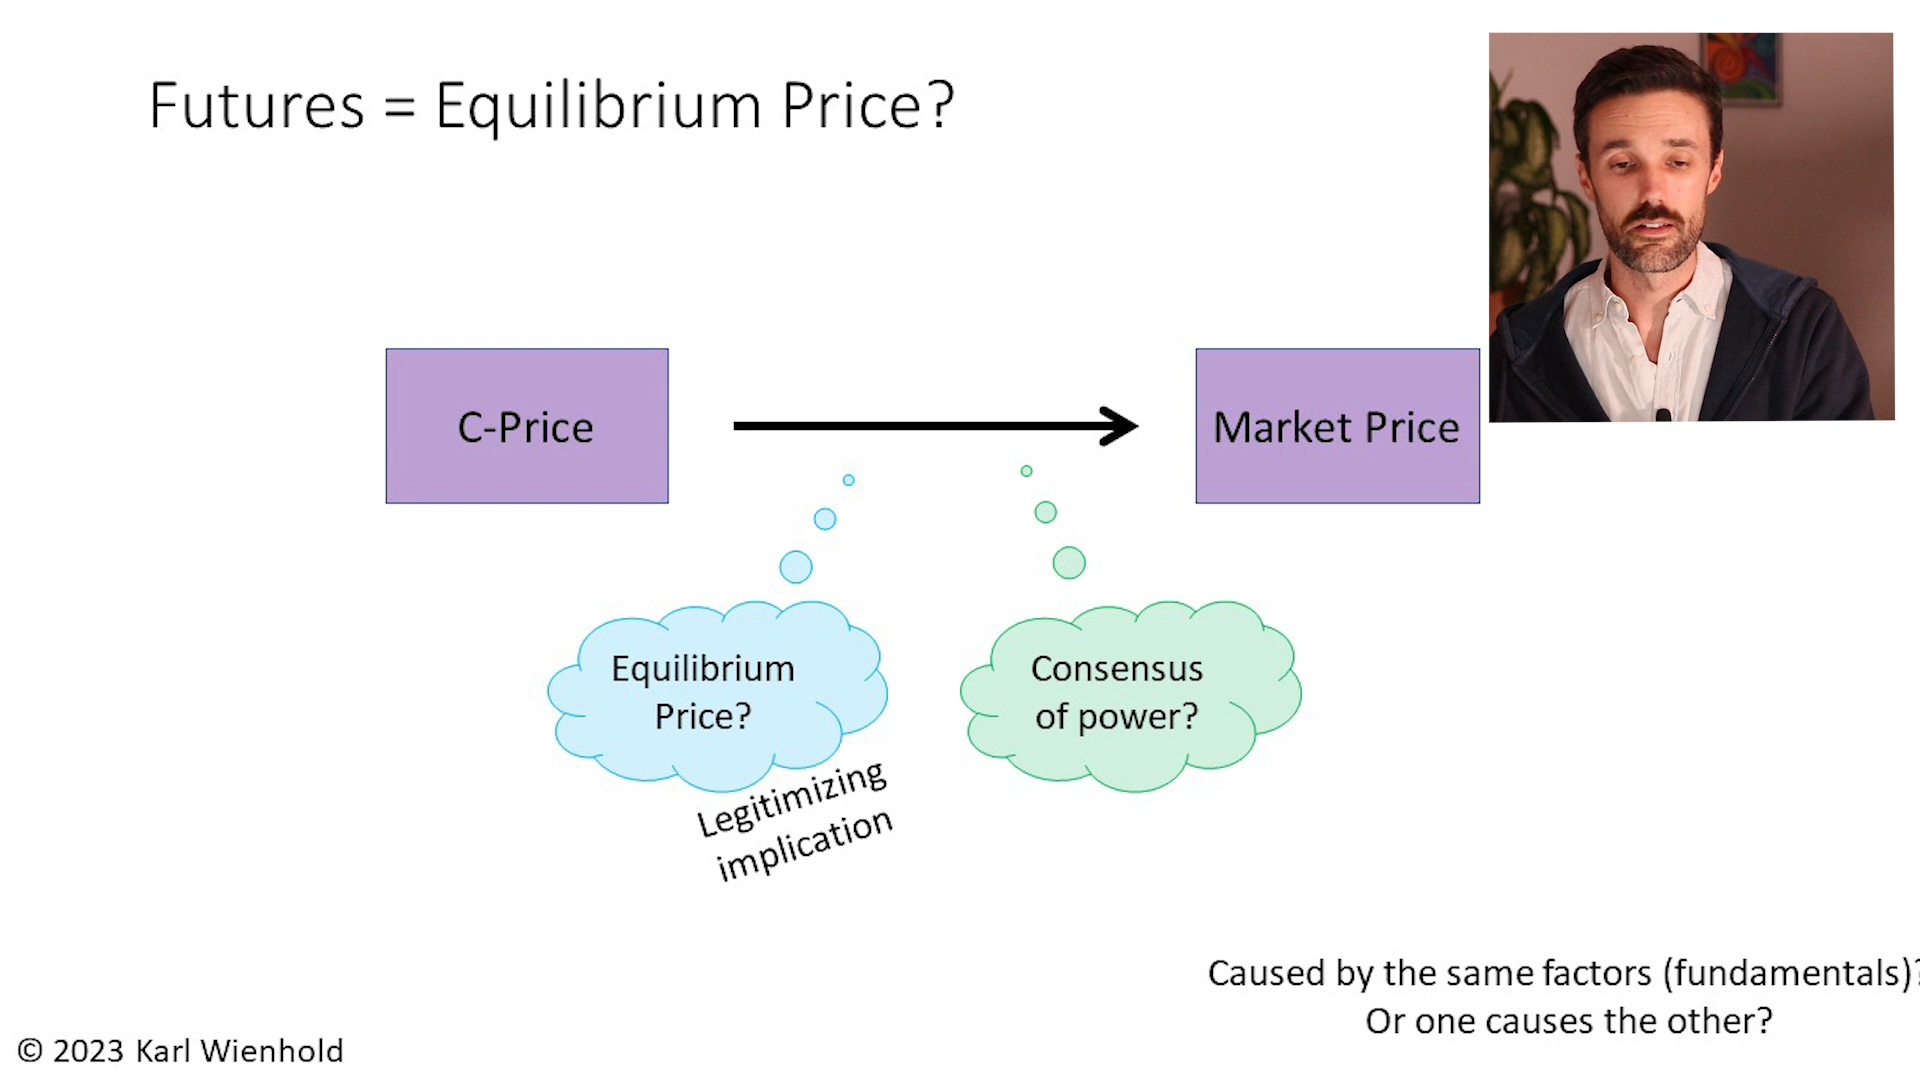 Futures = Equilibrium Price?
C-Price
Market Price
Equilibrium
Price?
Consensus
of power?
Legitimizing
implication
Caused by the same factors (fundamentals)?
Or one causes the other?
© 2023 Karl Wienhold